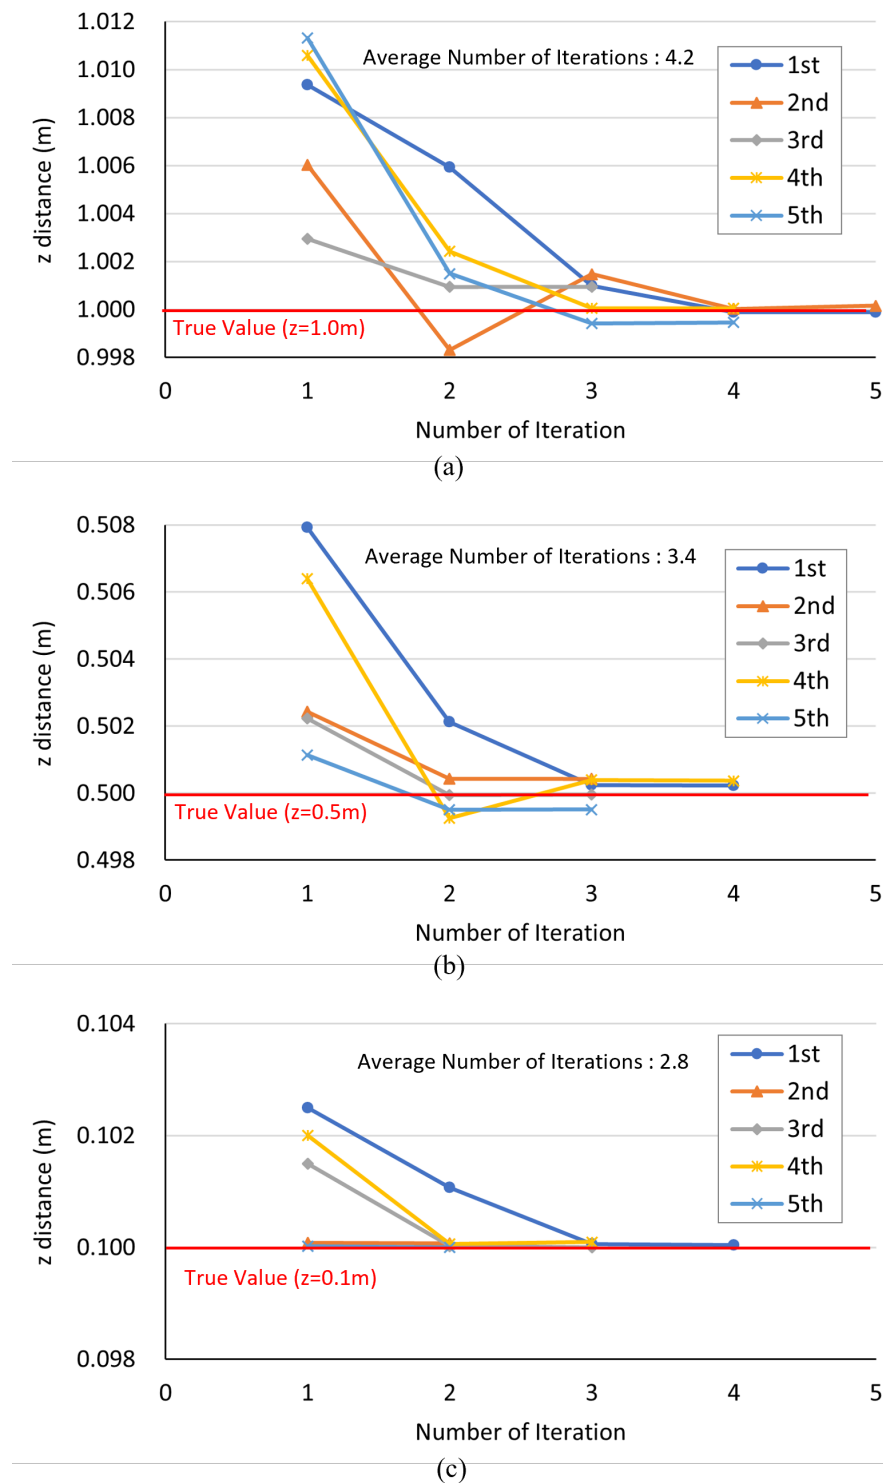 1.012
1.010
1.008
1.006
1.004
1.002
1.000
0.998
z distance (m)
Average Number of Iterations : 4.2
1st
2nd
3rd
4th
5th
True Value (z=1.0m)
0 1 2 3 4 5
Number of Iteration
(a)
0.508
0.506
0.504
0.502
0.500
0.498
z distance (m)
Average Number of Iterations : 3.4
1st
2nd
3rd
4th
5th
True Value (z=0.5m)
0 1 2 3 4 5
Number of Iteration
(b)
0.104
0.102
0.100
0.098
z distance (m)
Average Number of Iterations : 2.8
1st
2nd
3rd
4th
5th
True Value (z=0.1m)
0 1 2 3 4 5
Number of Iteration
(c)